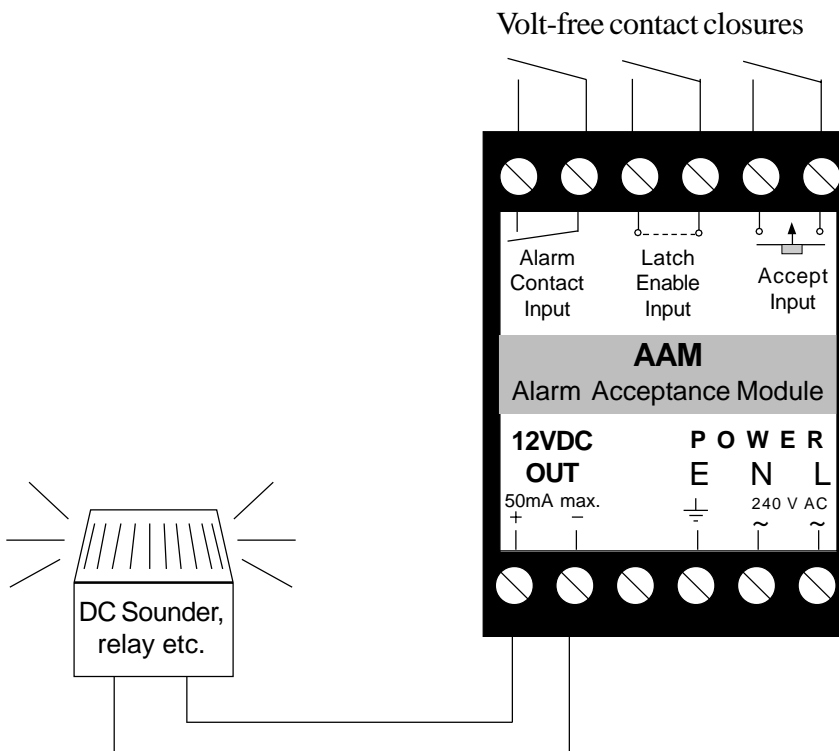 Volt-free contact closures
Alarm
Contact
Input
Latch
Enable
Input
Accept
Input
AAM
Alarm Acceptance Module
12VDC
OUT
50mA max.
+ −
POWER
E N L
240 V AC
~ ~
DC Sounder,
relay etc.